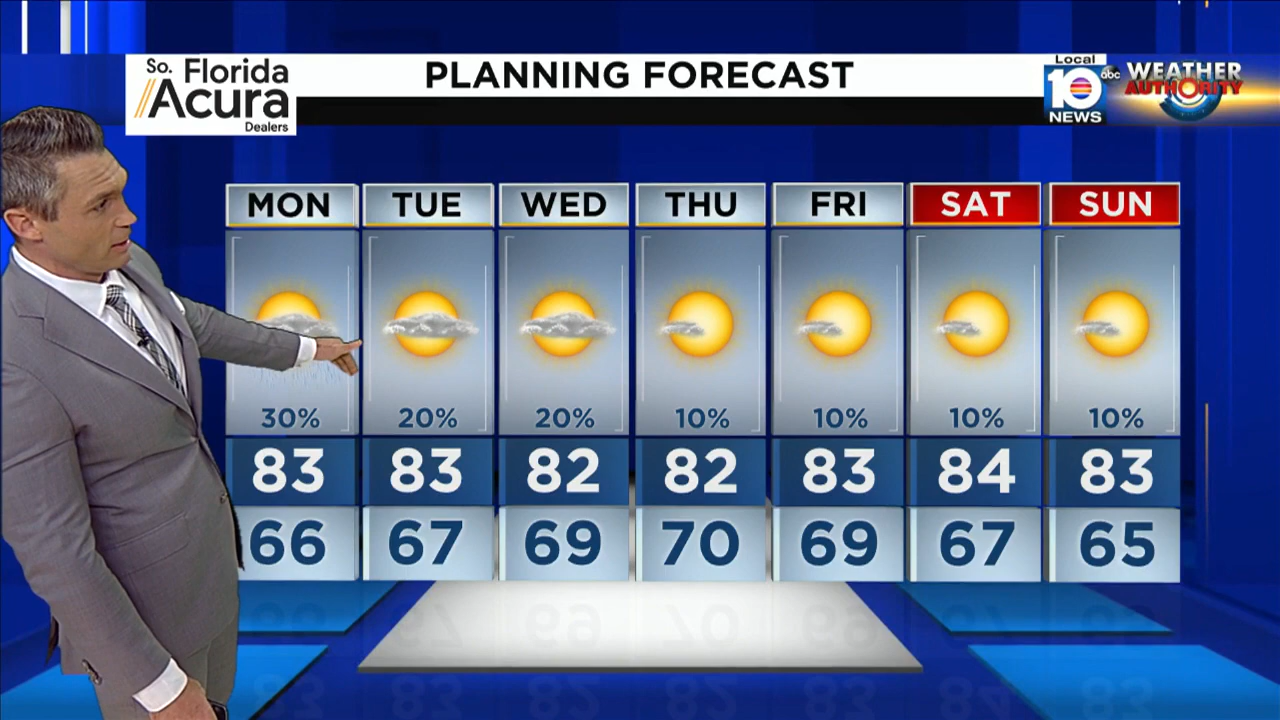 So. Florida
Acura
Dealers
PLANNING FORECAST
Local
10
abc
NEWS
WEATHER
AUTHORITY
MON TUE WED THU FRI SAT SUN
30% 20% 20% 10% 10% 10% 10%
83 83 82 82 83 84 83
66 67 69 70 69 67 65